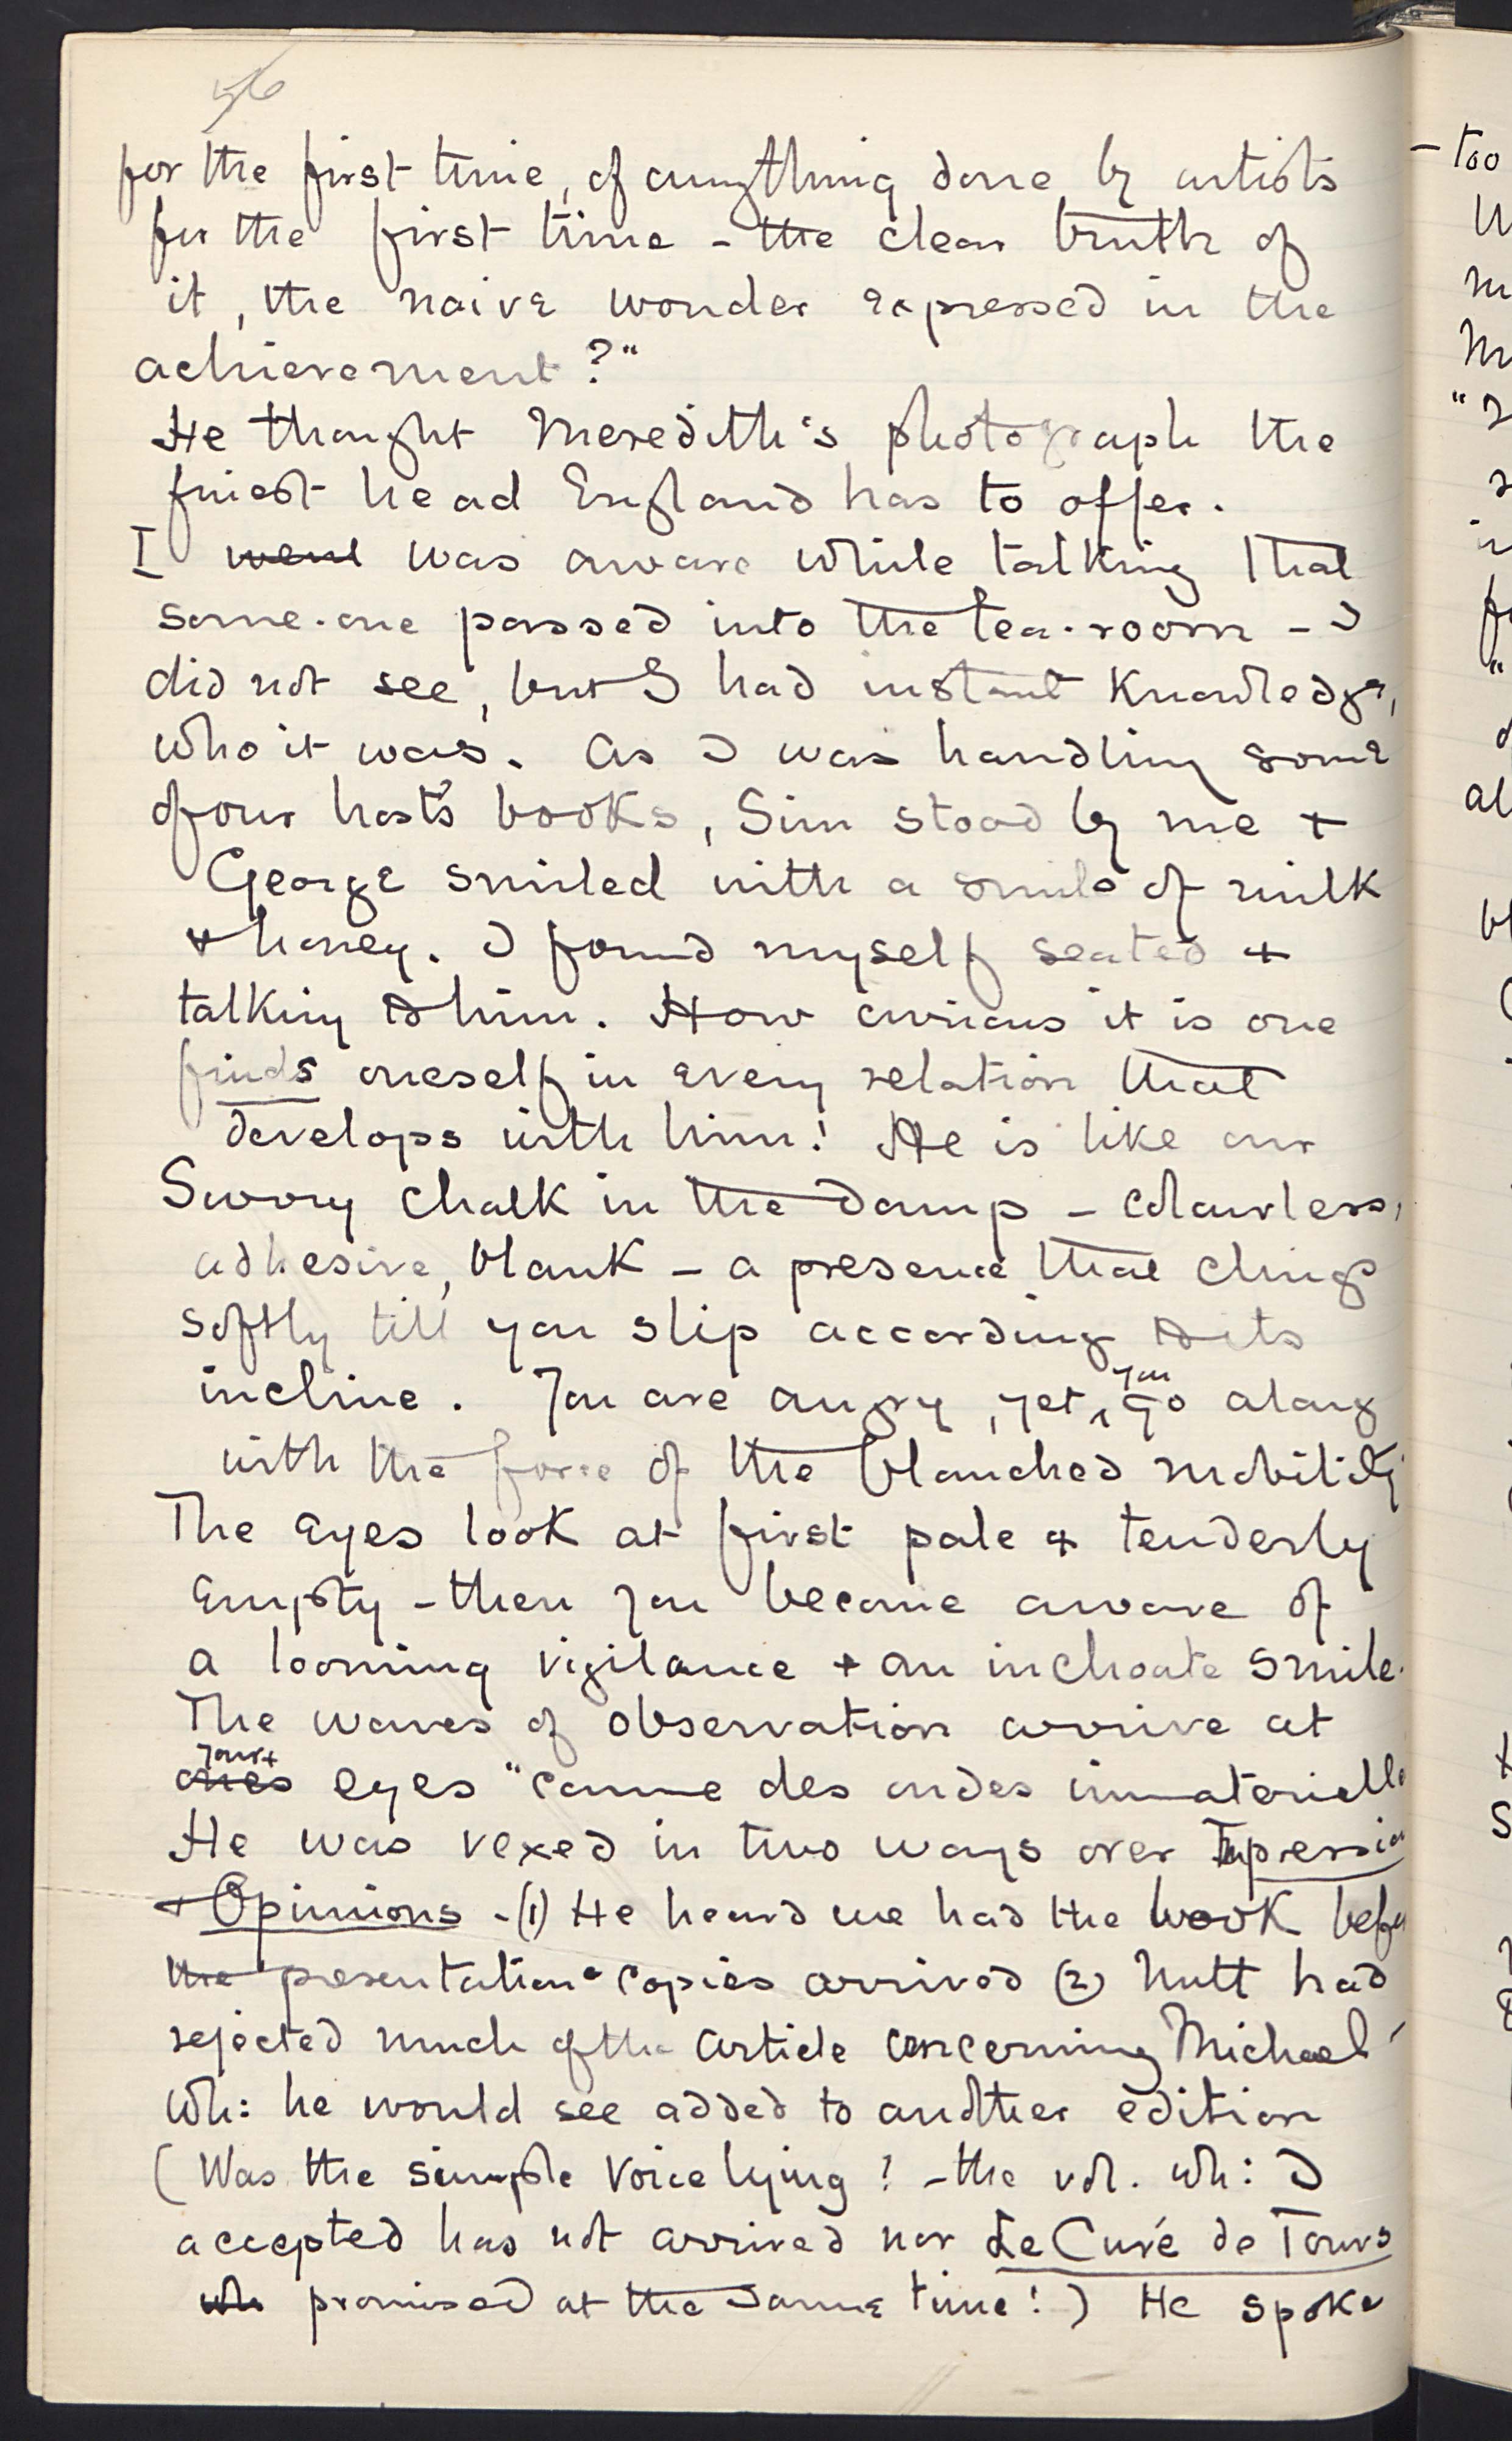 56
for the first time, of anything done by artists
for the first time - the clear truth of
it, the naive wonder expressed in the
achievement?"
He thought Meredith's photograph the
finest head England has to offer.
I went was aware while talking that
some-one passed into the tea-room - I
did not see, but I had instant knowledge,
who it was. As I was handling some
of our host's books, Sim stood by me +
George smiled with a smile of milk
+ honey. I found myself seated +
talking to him. How curious it is one
finds oneself in every relation that
develops with him! He is like our
Surrey chalk in the damp - colourless,
adhesive, blank - a presence that clings
softly till you slip according to its
incline. You are angry, yet you go along
with the force of the blanched mobility
The eyes look at first pale + tenderly
empty - then you become aware of
a looming vigilance + an inchoate smile.
The waves of observation arrive at
ones your eyes "comme des ondes immatérielle
He was vexed in two ways over Impression
+ Opinions - (1) He heard we had the book befo
the presentation-copies arrived (2) Nutt had
rejected much of the article concerning Michael
wh: he would see added to another edition
(Was the simple voice lying? - the vol. wh: I
accepted has not arrived nor Le Curé de Tours
wh promised at the same time!) He spoke
- too